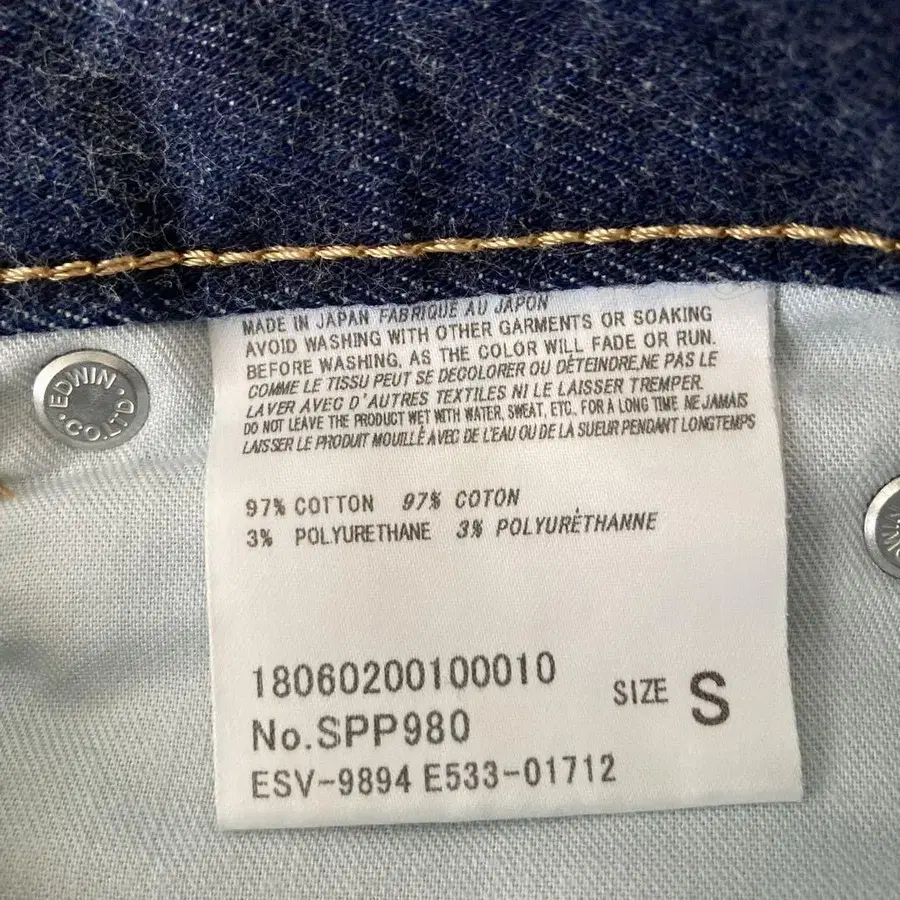 MADE IN JAPAN FABRIQUE AU JAPON
AVOID WASHING WITH OTHER GARMENTS OR SOAKING
BEFORE WASHING, AS THE COLOR WILL FADE OR RUN.
COMME LE TISSU PEUT SE DECOLORER OU DÉTEINDRE,NE PAS LE
LAVER AVEC D'AUTRES TEXTILES NI LE LAISSER TREMPER.
DO NOT LEAVE THE PRODUCT WET WITH WATER, SWEAT, ETC. FOR A LONG TIME NE JAMAIS
LAISSER LE PRODUIT MOUILLÉ AVEC DE L'EAU OU DE LA SUEUR PENDANT LONGTEMPS
EDWIN
CO.LTD.
97% COTTON 97% COTON
3% POLYURETHANE 3% POLYURÈTHANNE
18060200100010
SIZE S
No.SPP980
ESV-9894 E533-01712